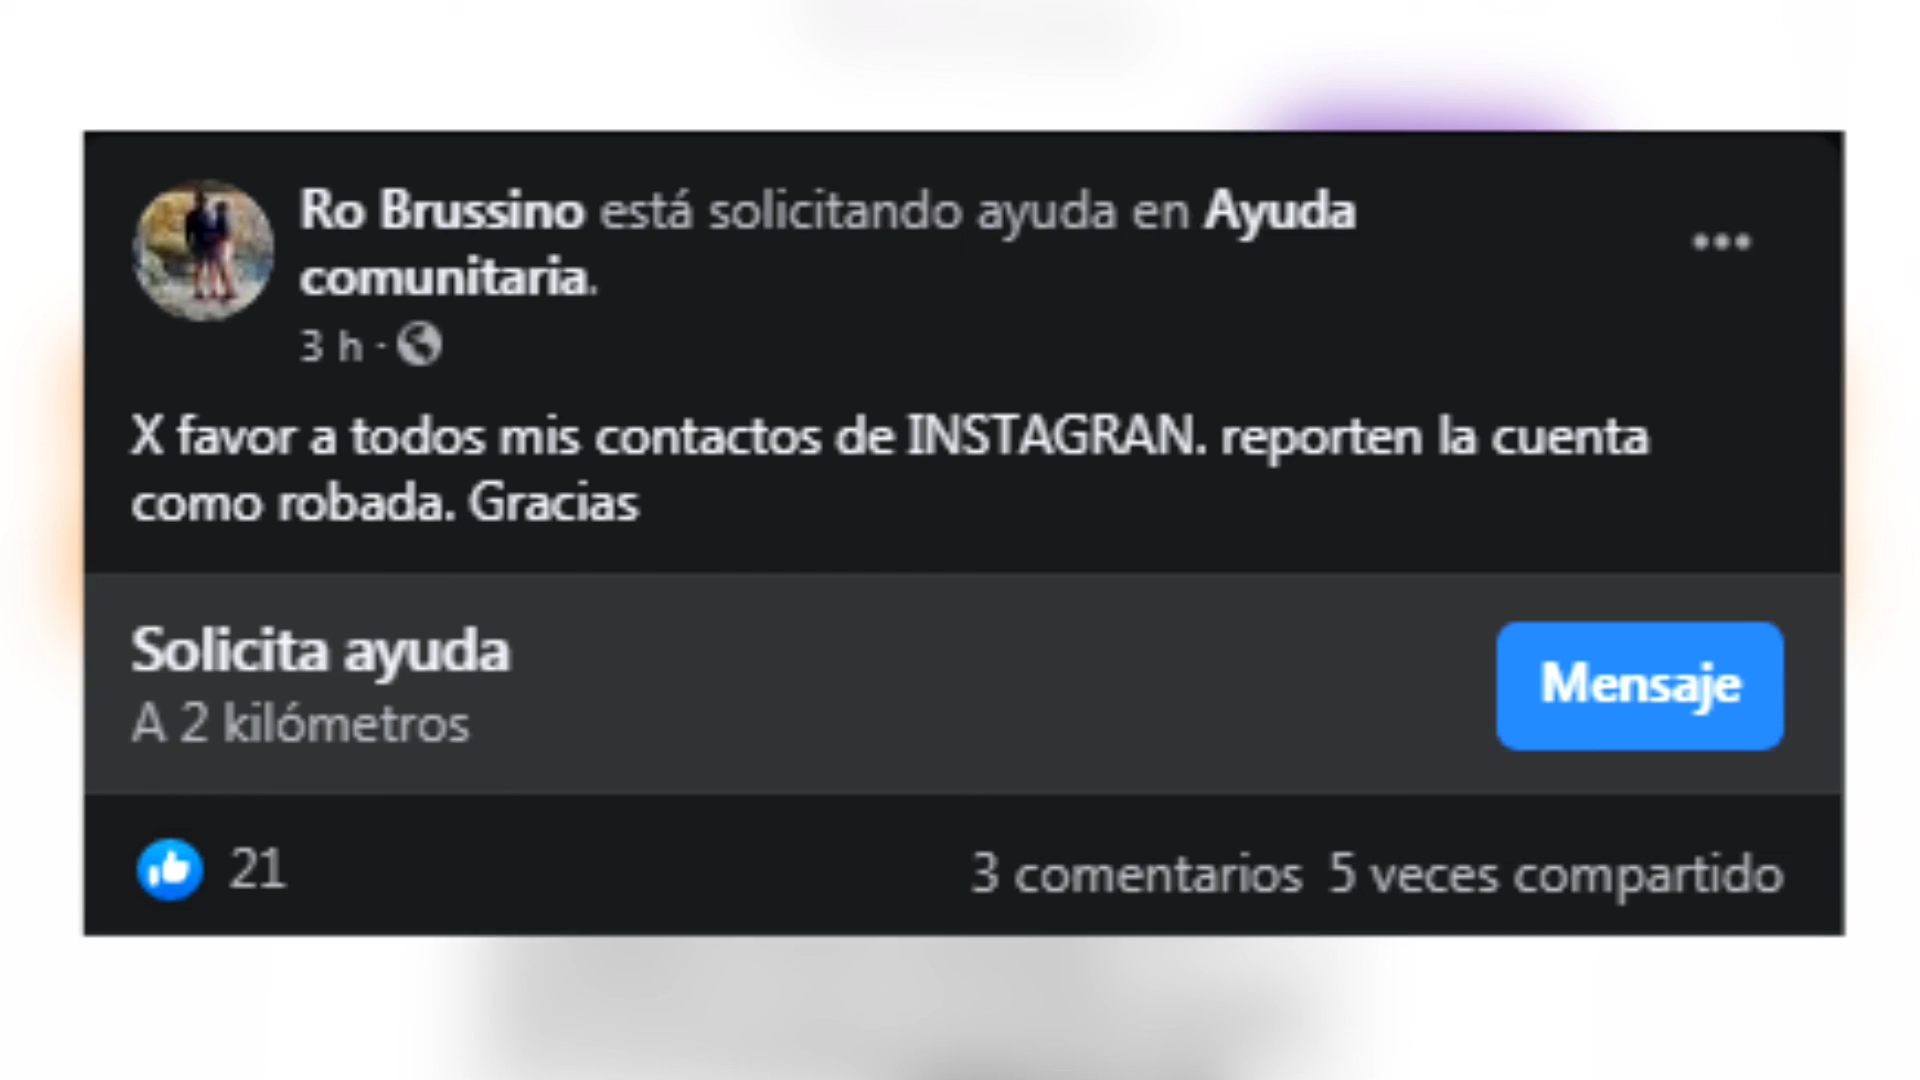 Ro Brussino está solicitando ayuda en Ayuda
comunitaria.
3 h ·
X favor a todos mis contactos de INSTAGRAN. reporten la cuenta
como robada. Gracias
Solicita ayuda
A 2 kilómetros
Mensaje
21
3 comentarios 5 veces compartido